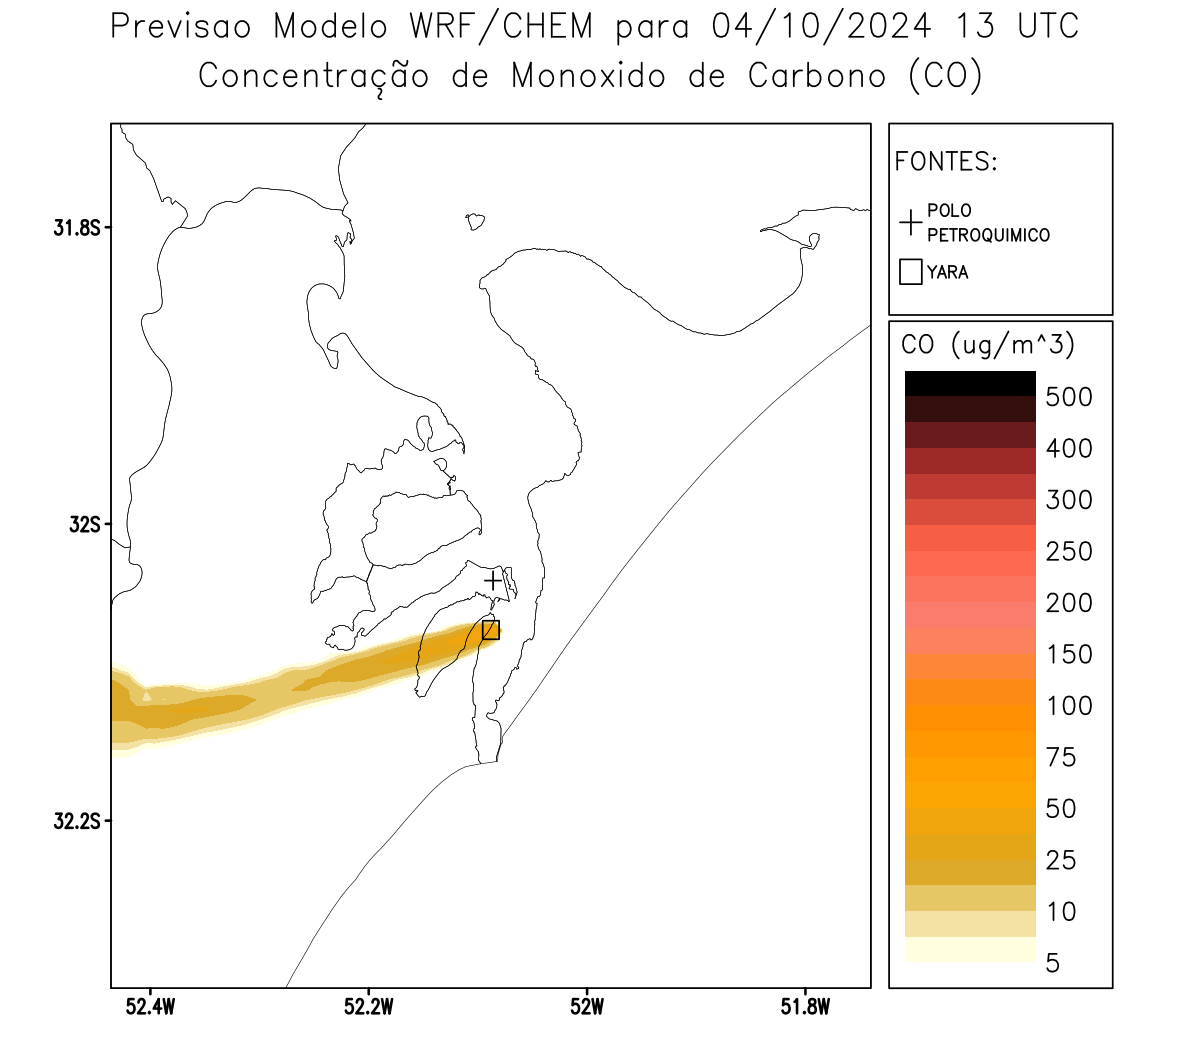 Previsao Modelo WRF/CHEM para 04/10/2024 13 UTC
Concentração de Monoxido de Carbono (CO)
FONTES:
POLO
PETROQUIMICO
YARA
CO (ug/m^3)
500
400
300
250
200
150
100
75
50
25
10
5
31.8S
32S
32.2S
52.4W
52.2W
52W
51.8W